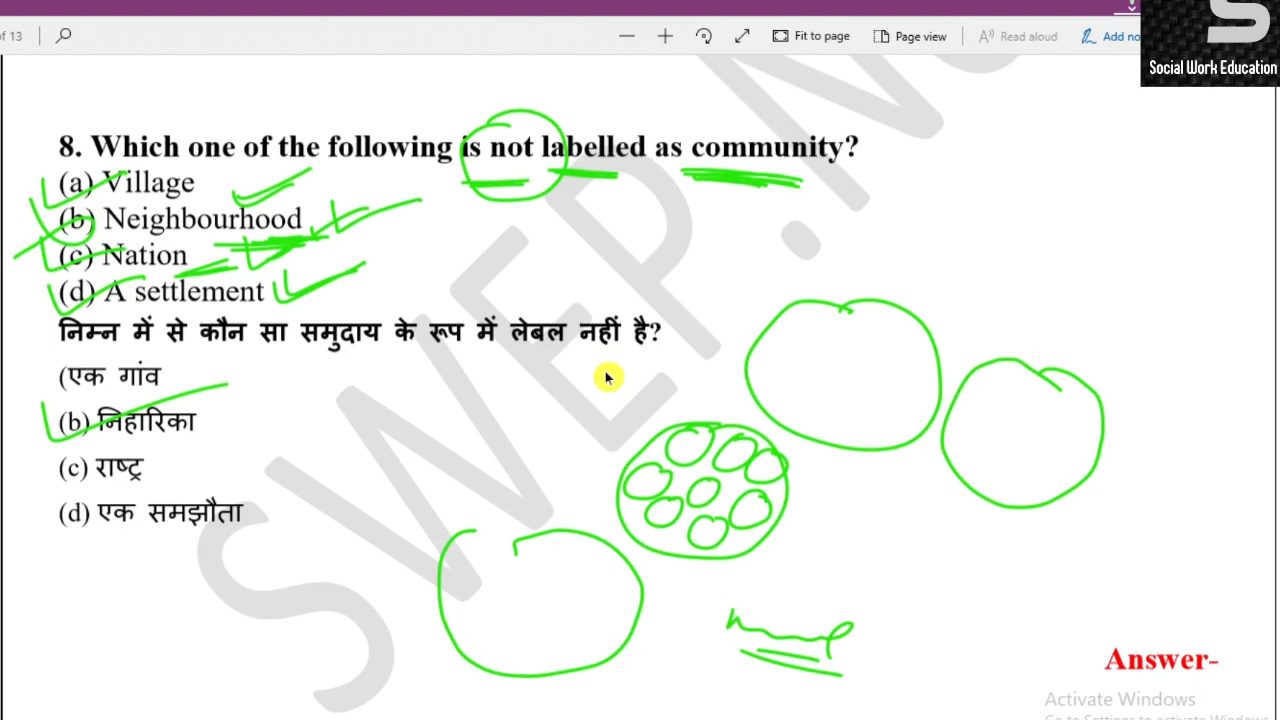 of 13
Fit to page
Page view
Read aloud
Add no
S
Social Work Education
8. Which one of the following is not labelled as community?
(a) Village
(b) Neighbourhood
(c) Nation
(d) A settlement
निम्न में से कौन सा समुदाय के रूप में लेबल नहीं है?
(एक गांव
(b) निहारिका
(c) राष्ट्र
(d) एक समझौता
Answer-
Activate Windows